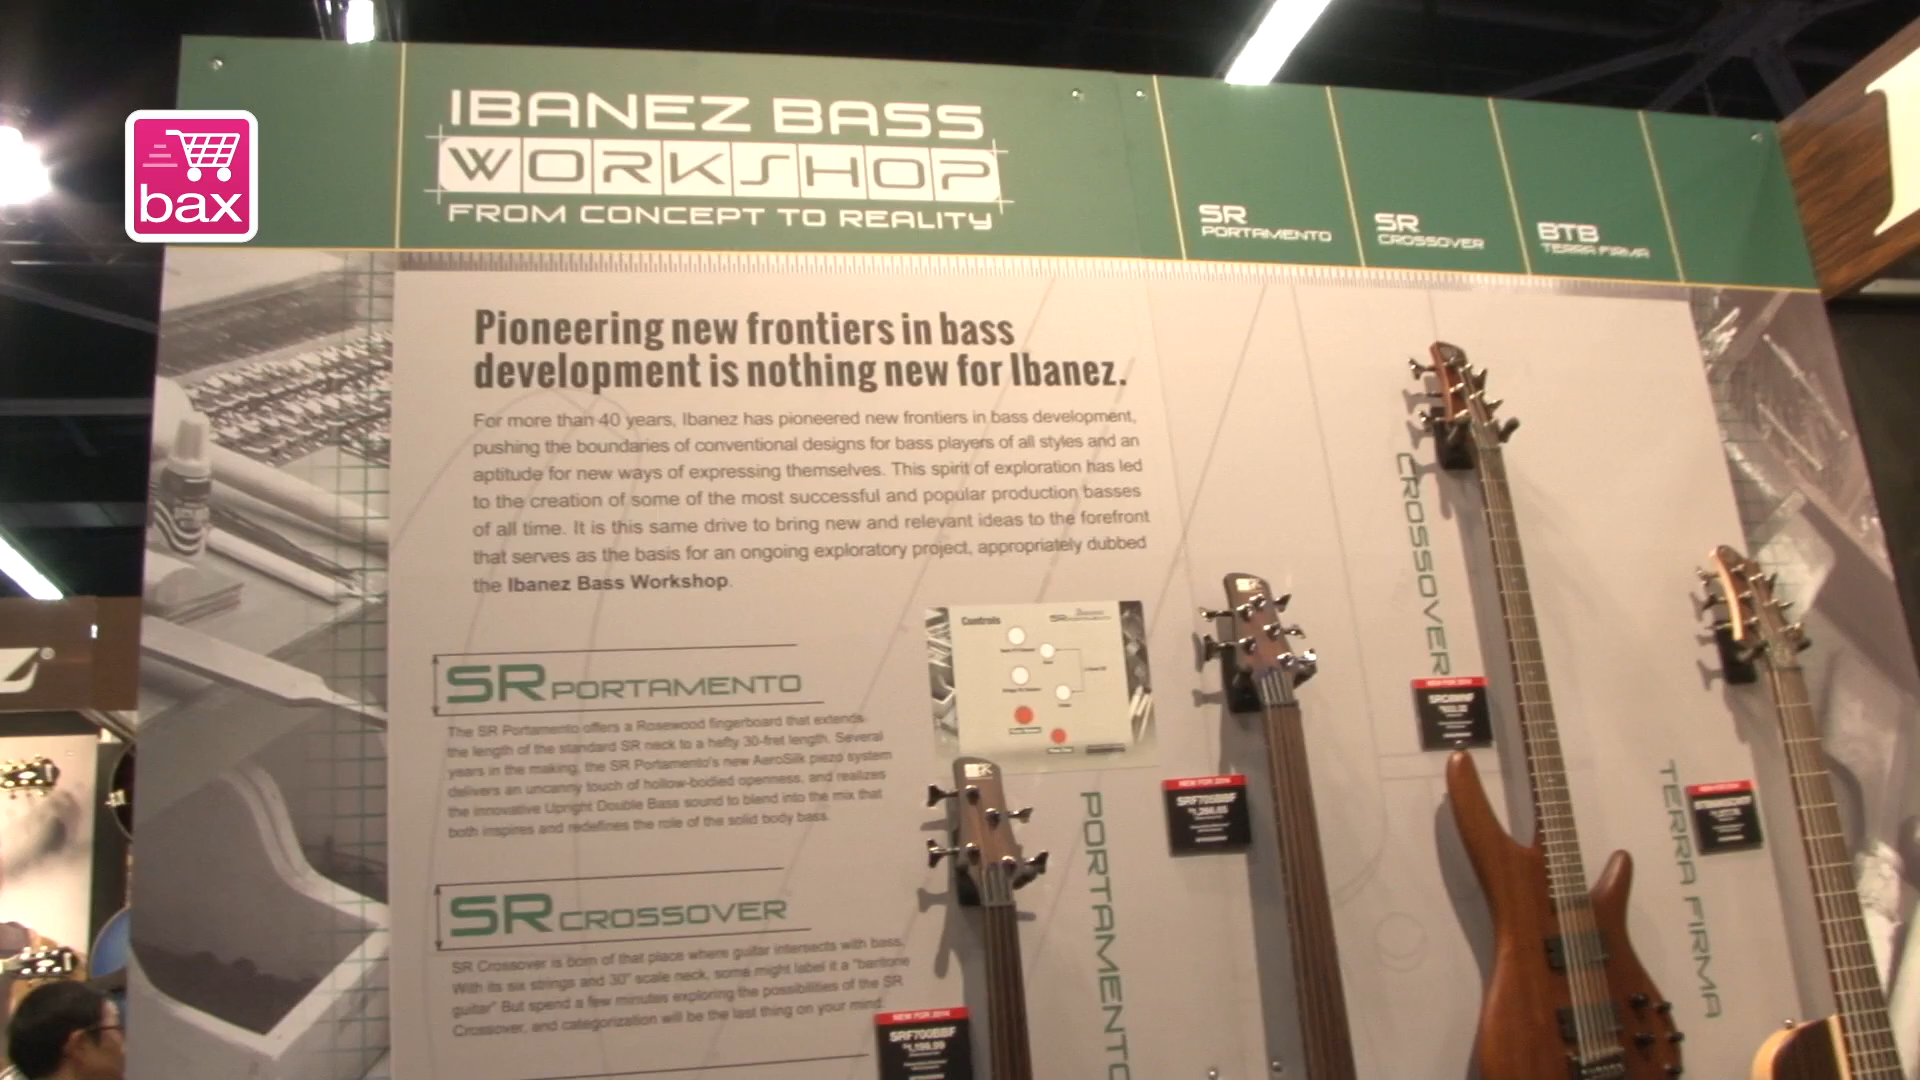 bax
IBANEZ BASS
WORKSHOP
FROM CONCEPT TO REALITY
SR
PORTAMENTO
SR
CROSSOVER
BTB
TERRA FIRMA
Pioneering new frontiers in bass
development is nothing new for Ibanez.
For more than 40 years, Ibanez has pioneered new frontiers in bass development,
pushing the boundaries of conventional designs for bass players of all styles and an
aptitude for new ways of expressing themselves. This spirit of exploration has led
to the creation of some of the most successful and popular production basses
of all time. It is this same drive to bring new and relevant ideas to the forefront
that serves as the basis for an ongoing exploratory project, appropriately dubbed
the Ibanez Bass Workshop.
SR PORTAMENTO
The SR Portamento offers a Rosewood fingerboard that extends
the length of the standard SR neck to a hefty 30-fret length. Several
years in the making, the SR Portamento's new AeroSilk piezo system
delivers an uncanny touch of hollow-bodied openness, and realizes
the innovative Upright Double Bass sound to blend into the mix that
both inspires and redefines the role of the solid body bass.
SR CROSSOVER
SR Crossover is born of that place where guitar intersects with bass.
With its six strings and 30" scale neck, some might label it a "baritone
guitar" But spend a few minutes exploring the possibilities of the SR
Crossover, and categorization will be the last thing on your mind.
Controls
CROSSOVER
PORTAMENTO
TERRA FIRMA
NEW FOR 2014
SRF700BBF
NEW FOR 2014
SRF705BBF
NEW FOR 2014